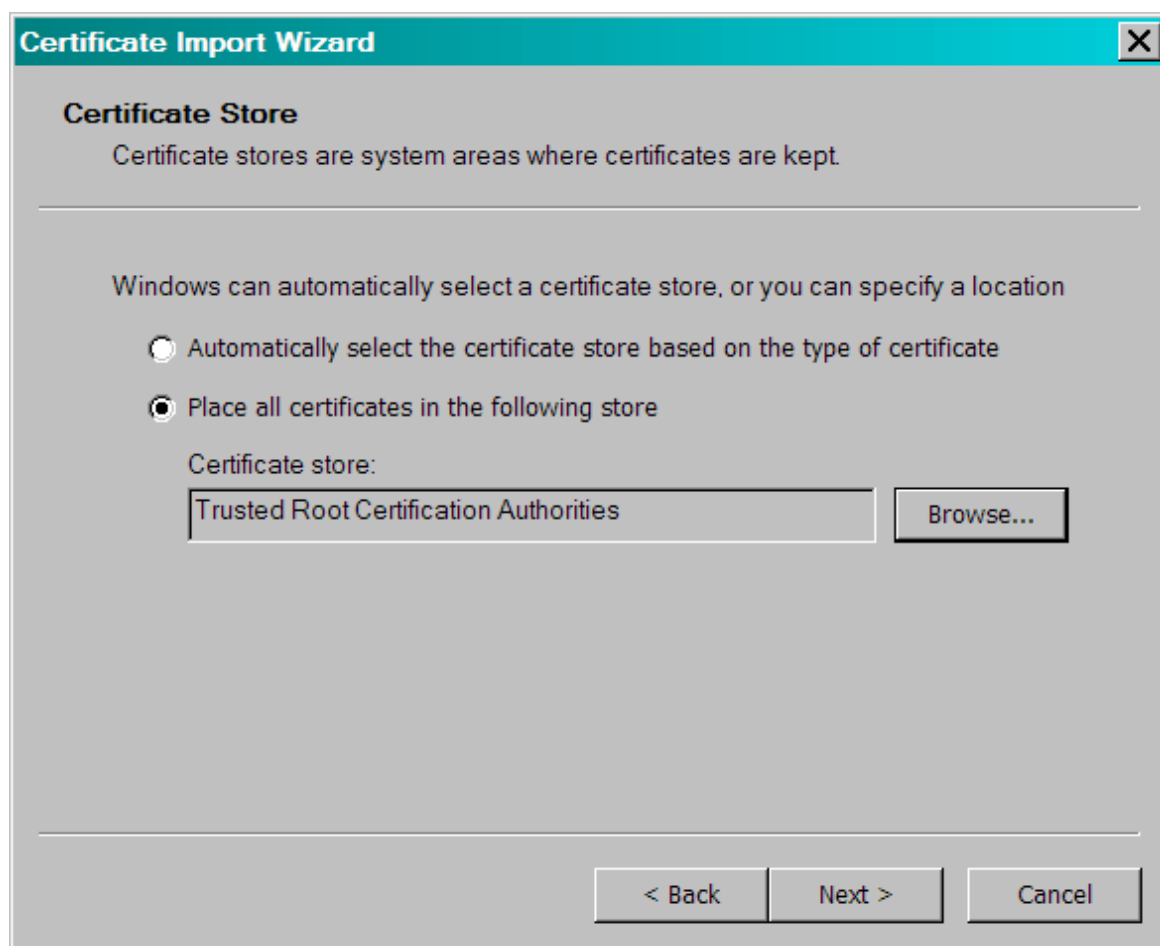 Certificate Import Wizard
Certificate Store
Certificate stores are system areas where certificates are kept.
Windows can automatically select a certificate store, or you can specify a location
Automatically select the certificate store based on the type of certificate
Place all certificates in the following store
Certificate store:
Trusted Root Certification Authorities
Browse...
< Back
Next >
Cancel